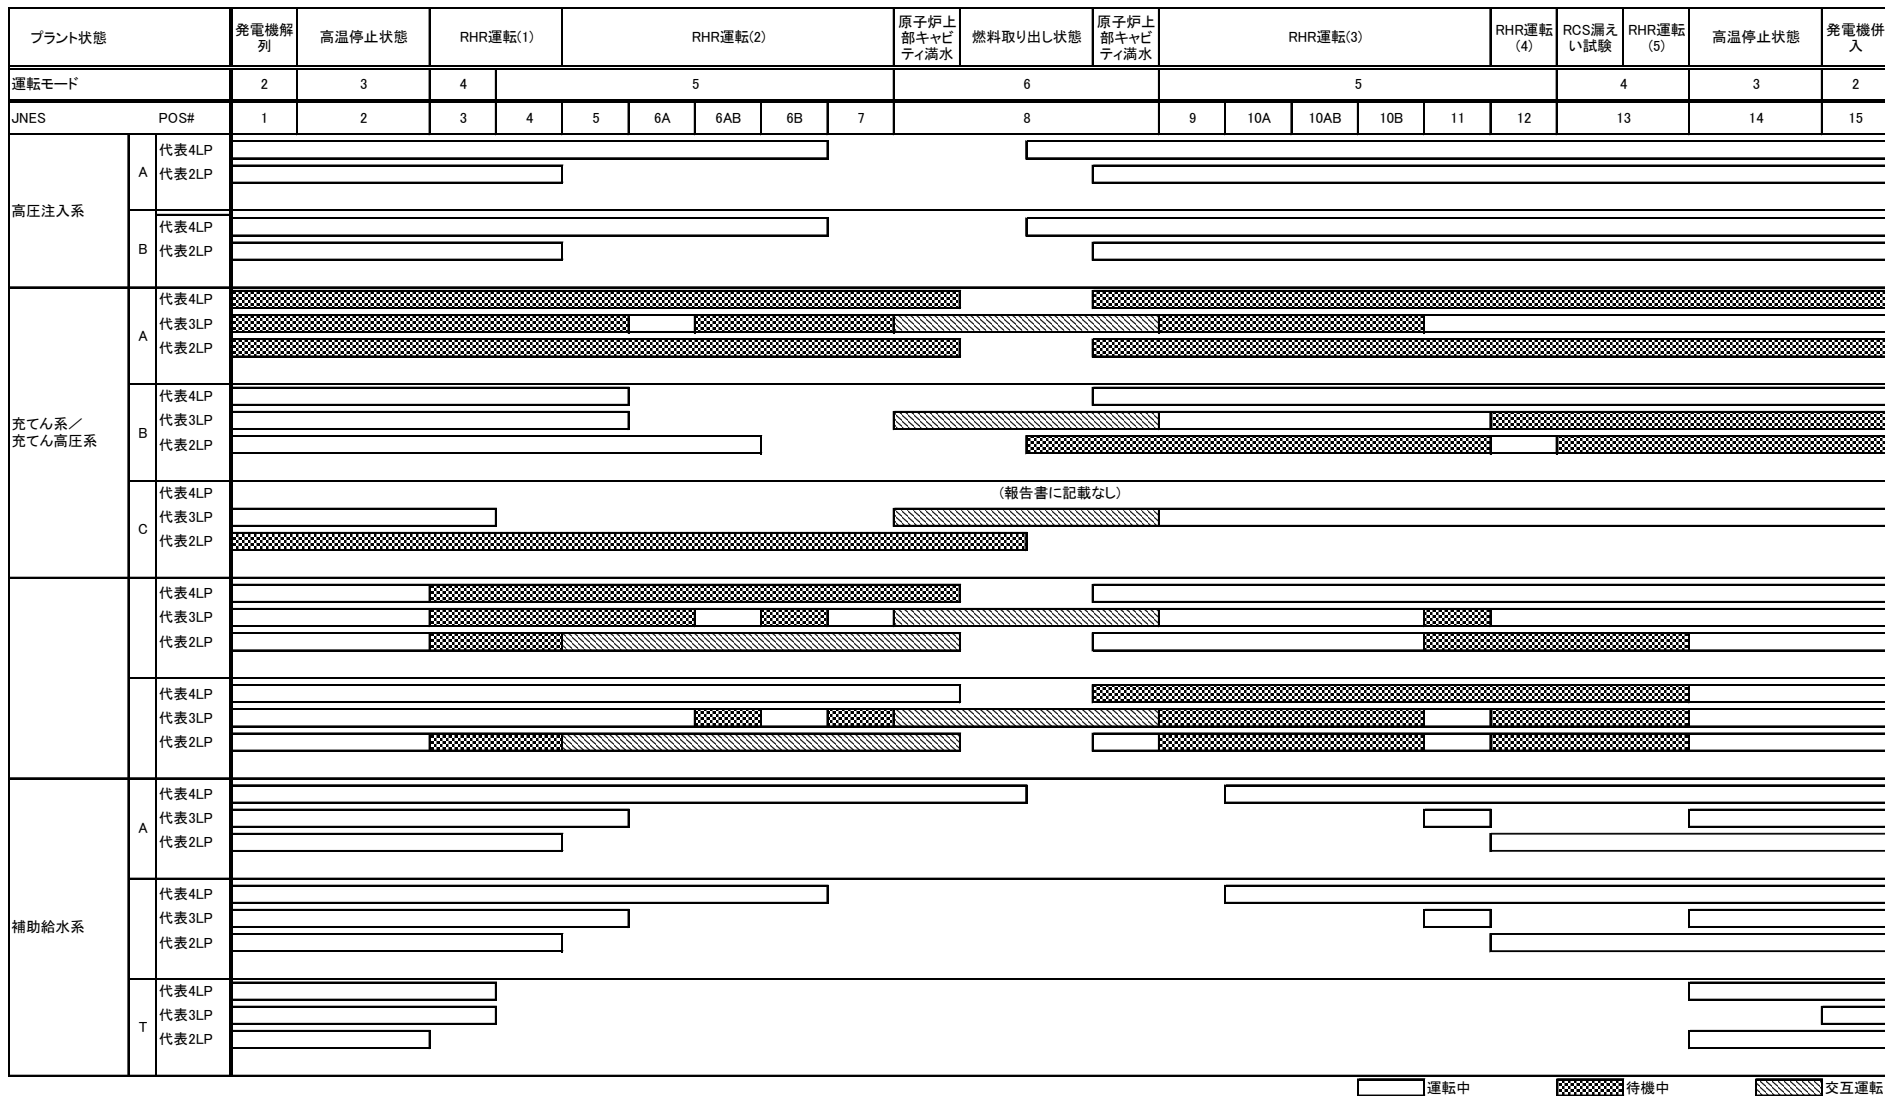 プラント状態 発電機解列 高温停止状態 RHR運転(1) RHR運転(2) 原子炉上部キャビティ満水 燃料取り出し状態 原子炉上部キャビティ満水 RHR運転(3) RHR運転(4) RCS漏えい試験 RHR運転(5) 高温停止状態 発電機併入
運転モード 2 3 4 5 6 5 4 3 2
JNES POS# 1 2 3 4 5 6A 6AB 6B 7 8 9 10A 10AB 10B 11 12 13 14 15
高圧注入系
A 代表4LP
代表2LP
B 代表4LP
代表2LP
充てん系／
充てん高圧系
A 代表4LP
代表3LP
代表2LP
B 代表4LP
代表3LP
代表2LP
C 代表4LP (報告書に記載なし)
代表3LP
代表2LP
代表4LP
代表3LP
代表2LP
代表4LP
代表3LP
代表2LP
補助給水系
A 代表4LP
代表3LP
代表2LP
代表4LP
代表3LP
代表2LP
T 代表4LP
代表3LP
代表2LP
運転中 待機中 交互運転